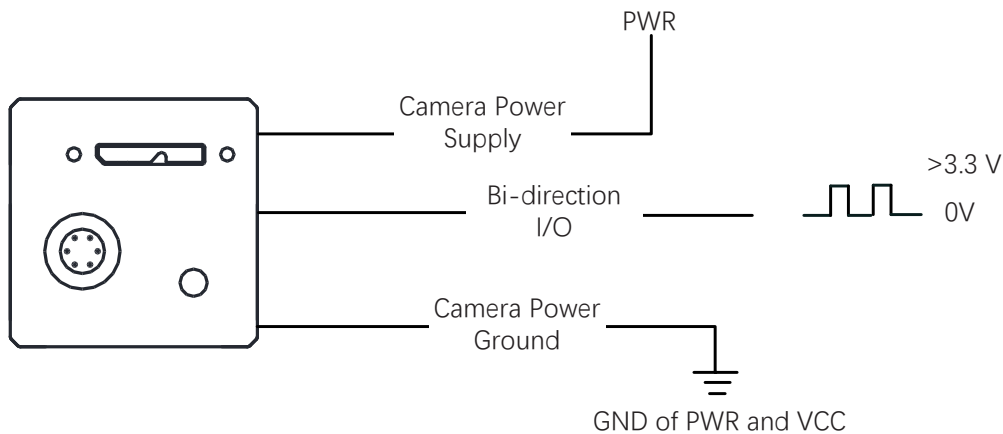 PWR
Camera Power
Supply
>3.3 V
Bi-direction
I/O
0V
Camera Power
Ground
GND of PWR and VCC